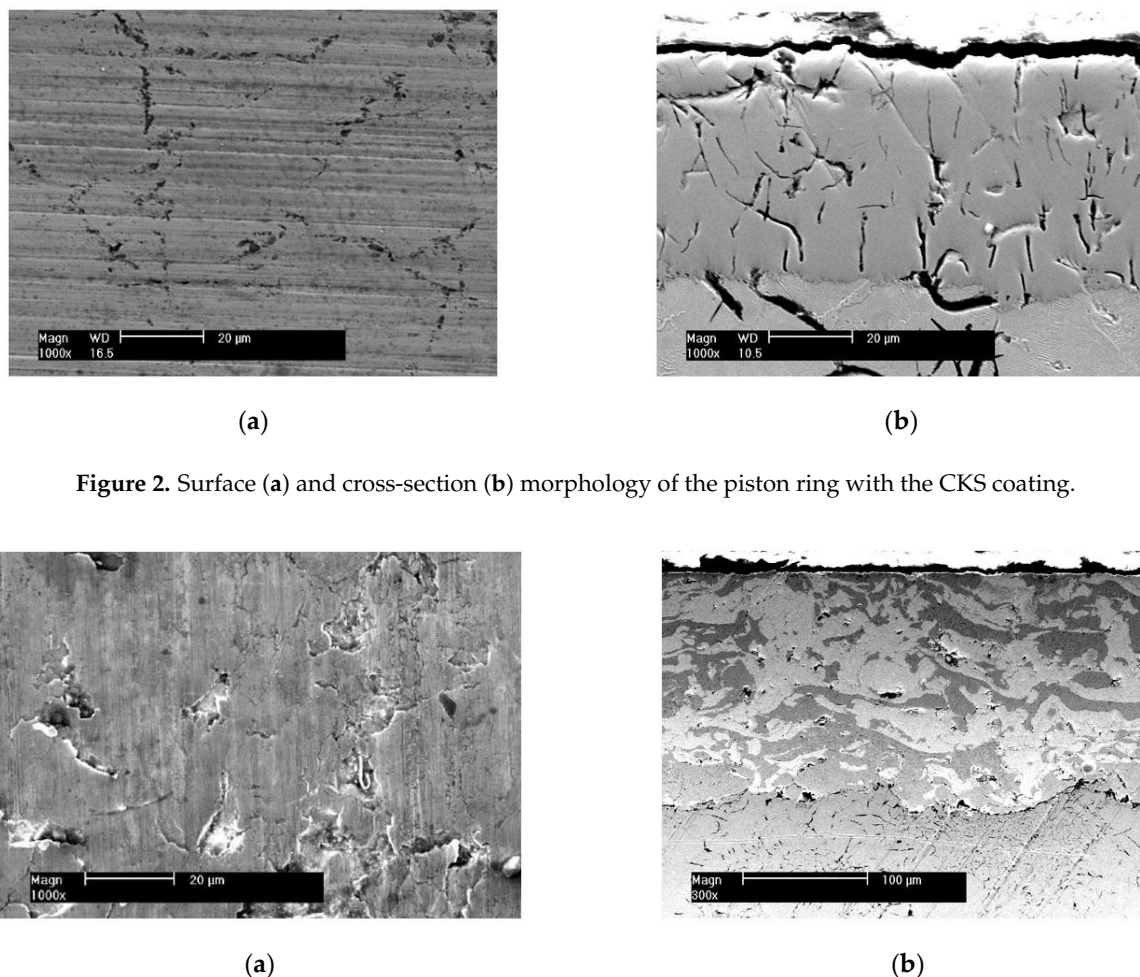 Magn WD 20 µm
1000x 16.5
Magn WD 20 µm
1000x 10.5
(a) (b)
Figure 2. Surface (a) and cross-section (b) morphology of the piston ring with the CKS coating.
Magn 20 µm
1000x
Magn 100 µm
300x
(a) (b)